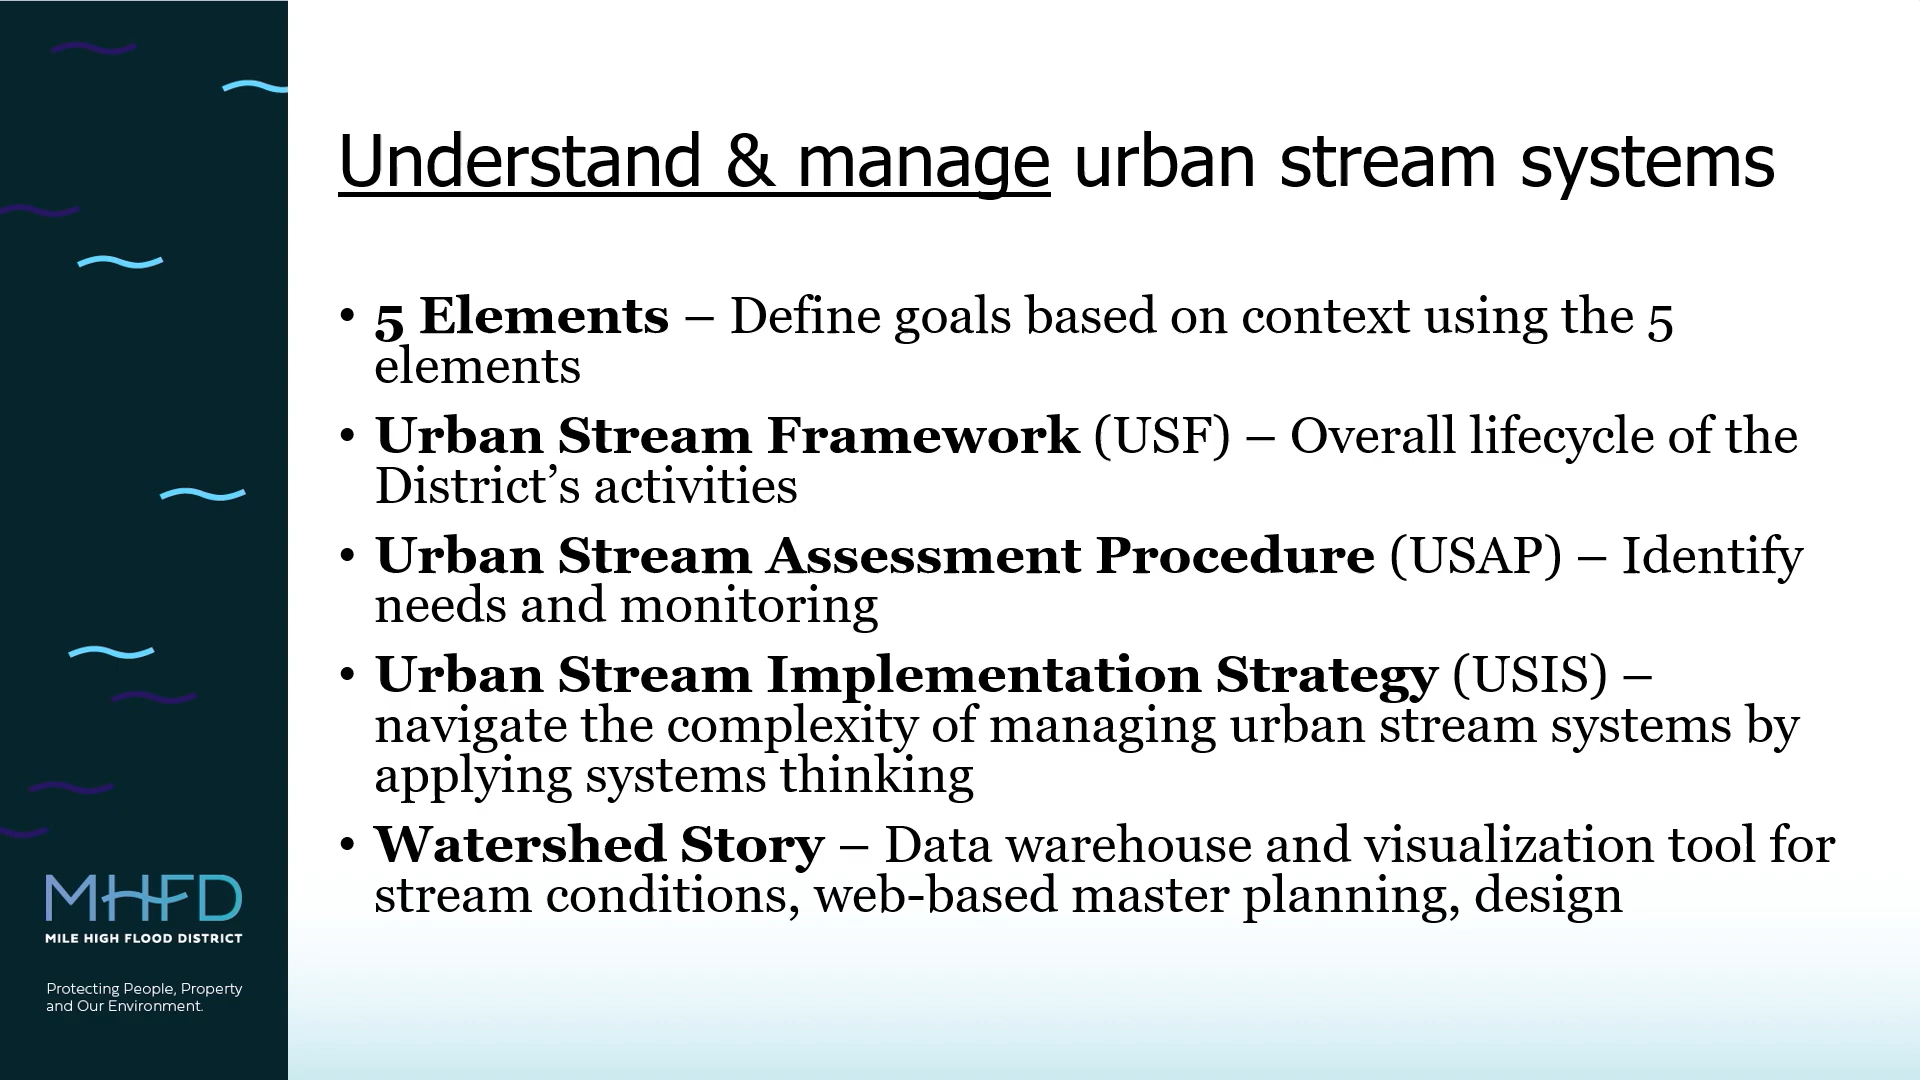 Understand & manage urban stream systems
• 5 Elements – Define goals based on context using the 5
elements
• Urban Stream Framework (USF) – Overall lifecycle of the
District’s activities
• Urban Stream Assessment Procedure (USAP) – Identify
needs and monitoring
• Urban Stream Implementation Strategy (USIS) –
navigate the complexity of managing urban stream systems by
applying systems thinking
• Watershed Story – Data warehouse and visualization tool for
stream conditions, web-based master planning, design
MHFD
MILE HIGH FLOOD DISTRICT
Protecting People, Property
and Our Environment.